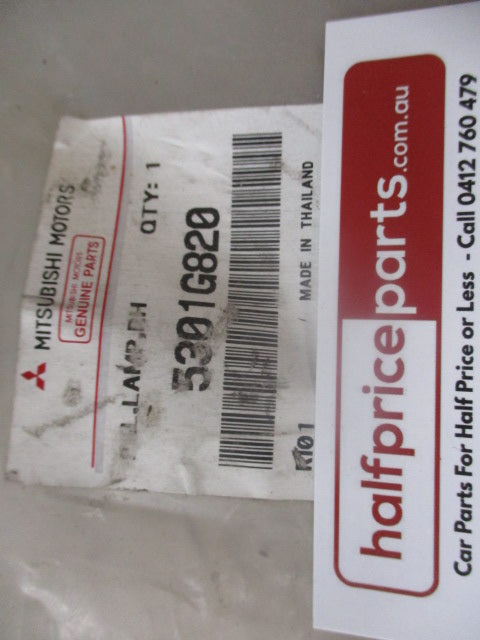 MITSUBISHI MOTORS
MITSUBISHI MOTORS
GENUINE PARTS
QTY: 1
LAMP,RH
5301G820
MADE IN THAILAND
halfpriceparts.com.au
Car Parts For Half Price or Less - Call 0412 760 479